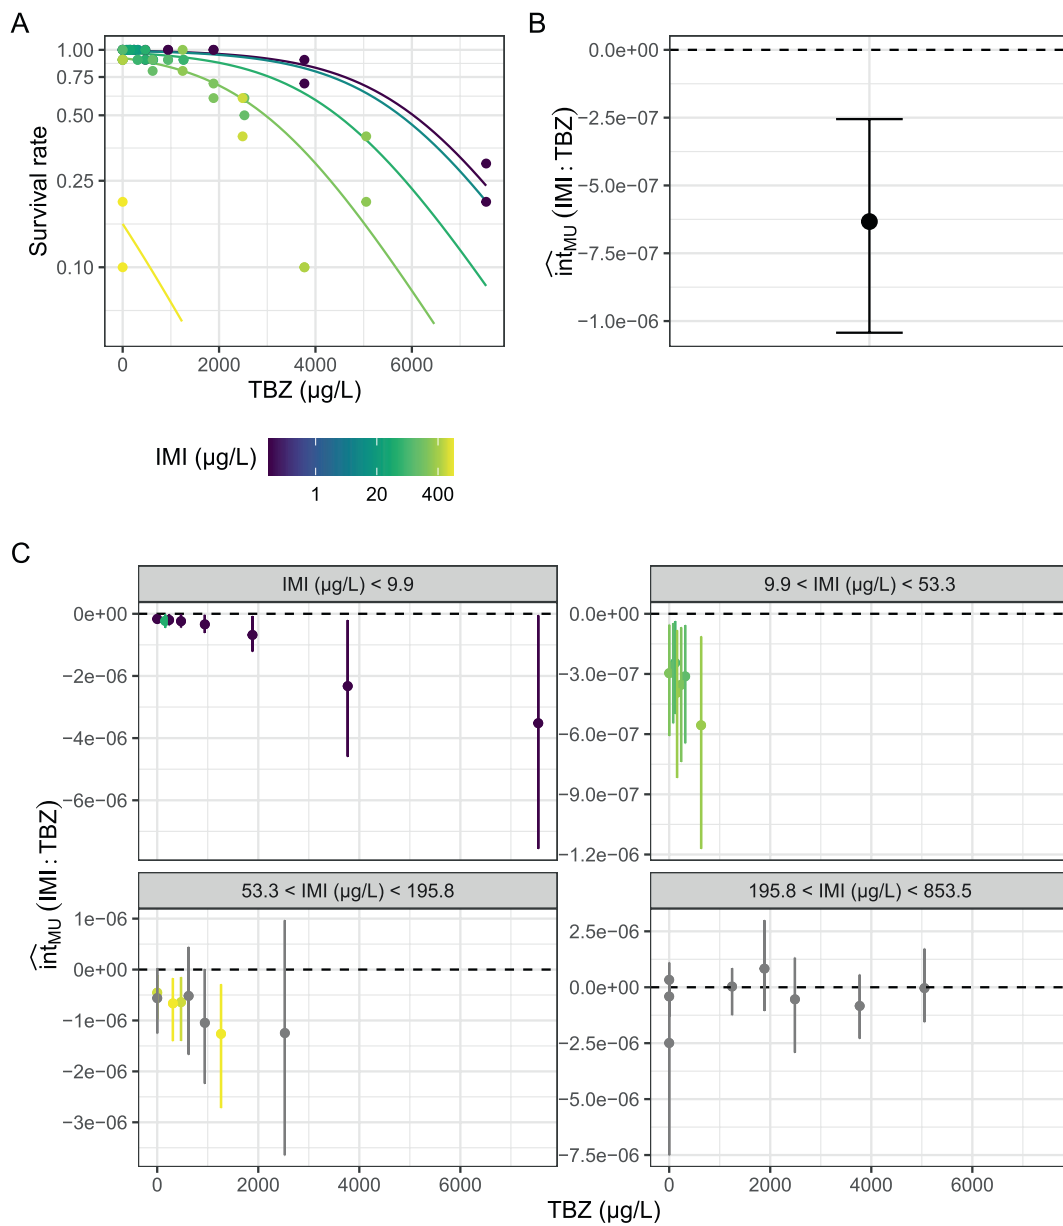 A
1.00
0.75
0.50
0.25
0.10
Survival rate
0
2000
4000
6000
TBZ (µg/L)
IMI (µg/L)
1
20
400
B
0.0e+00
−2.5e−07
−5.0e−07
−7.5e−07
−1.0e−06
int̂MU (IMI : TBZ)
C
IMI (µg/L) < 9.9
0e+00
−2e−06
−4e−06
−6e−06
9.9 < IMI (µg/L) < 53.3
0.0e+00
−3.0e−07
−6.0e−07
−9.0e−07
−1.2e−06
int̂MU (IMI : TBZ)
53.3 < IMI (µg/L) < 195.8
1e−06
0e+00
−1e−06
−2e−06
−3e−06
0
2000
4000
6000
195.8 < IMI (µg/L) < 853.5
2.5e−06
0.0e+00
−2.5e−06
−5.0e−06
−7.5e−06
0
2000
4000
6000
TBZ (µg/L)